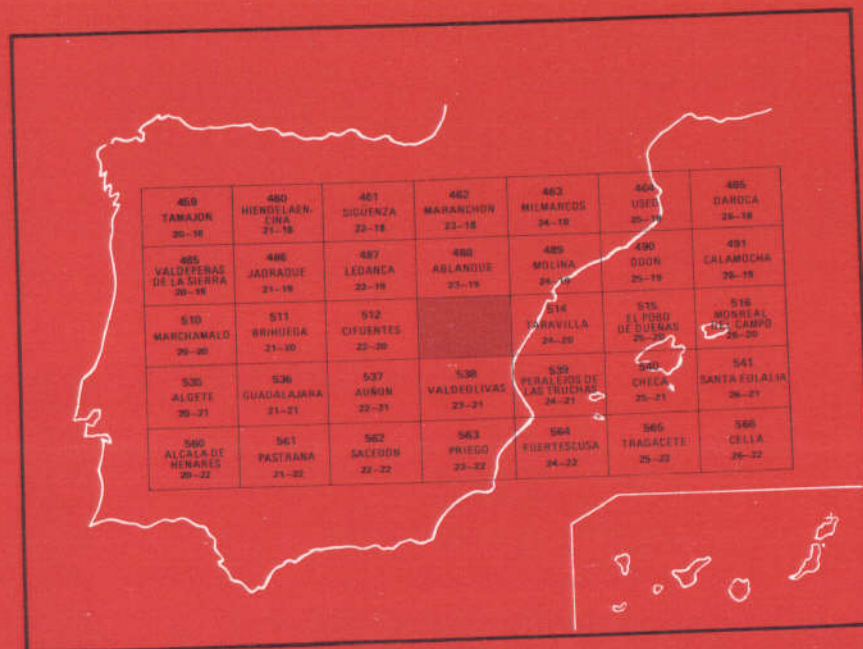 459
TAMAJON
20-18
460
HIENDELAEN-
CINA
21-18
461
SIGÜENZA
22-18
462
MARANCHON
23-18
463
MILMARCOS
24-18
464
USED
25-18
465
DAROCA
26-18
485
VALDEPEÑAS
DE LA SIERRA
20-19
486
JADRAQUE
21-19
487
LEDANCA
22-19
488
ABLANQUE
23-19
489
MOLINA
24-19
490
ODON
25-19
491
CALAMOCHA
26-19
510
MARCHAMALO
20-20
511
BRIHUEGA
21-20
512
CIFUENTES
22-20
514
TARAVILLA
24-20
515
EL POBO
DE DUEÑAS
25-20
516
MONREAL
DEL CAMPO
26-20
535
ALGETE
20-21
536
GUADALAJARA
21-21
537
AUÑON
22-21
538
VALDEOLIVAS
23-21
539
PERALEJOS DE
LAS TRUCHAS
24-21
540
CHECA
25-21
541
SANTA EULALIA
26-21
560
ALCALA DE
HENARES
20-22
561
PASTRANA
21-22
562
SACEDON
22-22
563
PRIEGO
23-22
564
FUERTESCUSA
24-22
565
TRAGACETE
25-22
566
CELLA
26-22